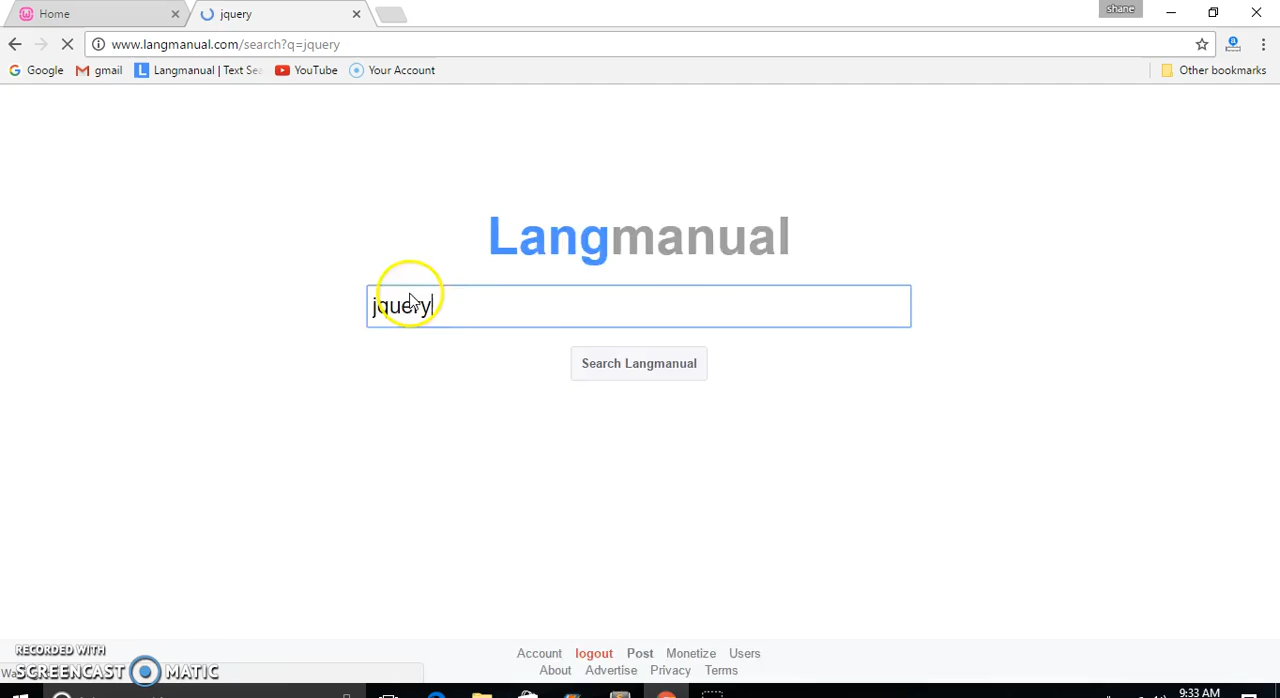 Home
jquery
shane
www.langmanual.com/search?q=jquery
Google gmail Langmanual | Text Sea YouTube Your Account Other bookmarks
Langmanual
jquery
Search Langmanual
Account logout Post Monetize Users
About Advertise Privacy Terms
RECORDED WITH
SCREENCAST MATIC
9:33 AM